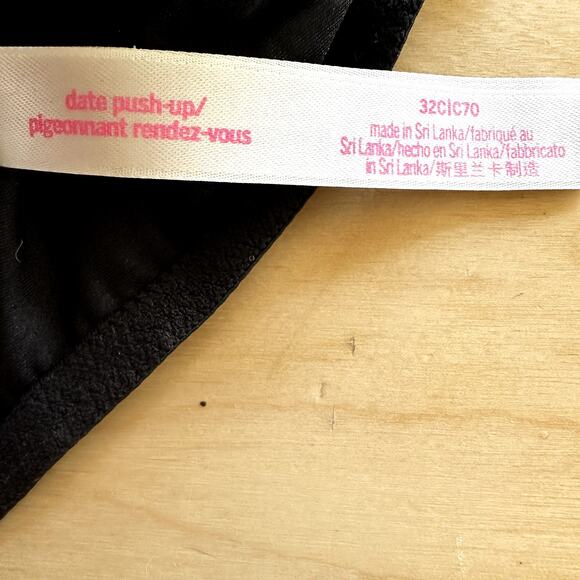 date push-up/
pigeonnant rendez-vous
32C|C70
made in Sri Lanka/fabriqué au
Sri Lanka/hecho en Sri Lanka/fabbricato
in Sri Lanka/斯里兰卡制造